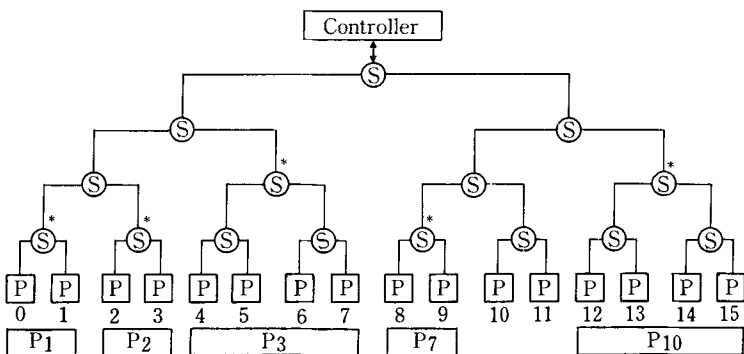 Controller
S
S S
S S* S S*
S* S* S S S* S S S
P P P P P P P P P P P P P P P P
0 1 2 3 4 5 6 7 8 9 10 11 12 13 14 15
P1 P2 P3 P7 P10